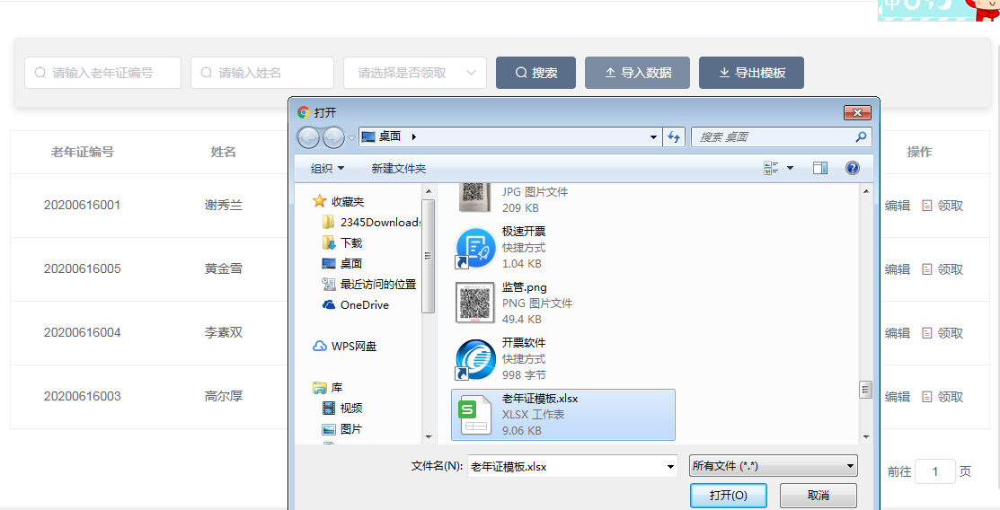 中
请输入老年证编号 请输入姓名 请选择是否领取 搜索 导入数据 导出模板
老年证编号 姓名 操作
20200616001 谢秀兰 编辑 领取
20200616005 黄金雪 编辑 领取
20200616004 李素双 编辑 领取
20200616003 高尔厚 编辑 领取
前往 1 页
打开
桌面 搜索 桌面
组织 新建文件夹
收藏夹
2345Downloads
下载
桌面
最近访问的位置
OneDrive
WPS网盘
库
视频
图片
JPG 图片文件
209 KB
极速开票
快捷方式
1.04 KB
监管.png
PNG 图片文件
49.4 KB
开票软件
快捷方式
998 字节
老年证模板.xlsx
XLSX 工作表
9.06 KB
文件名(N): 老年证模板.xlsx 所有文件 (*.*)
打开(O) 取消